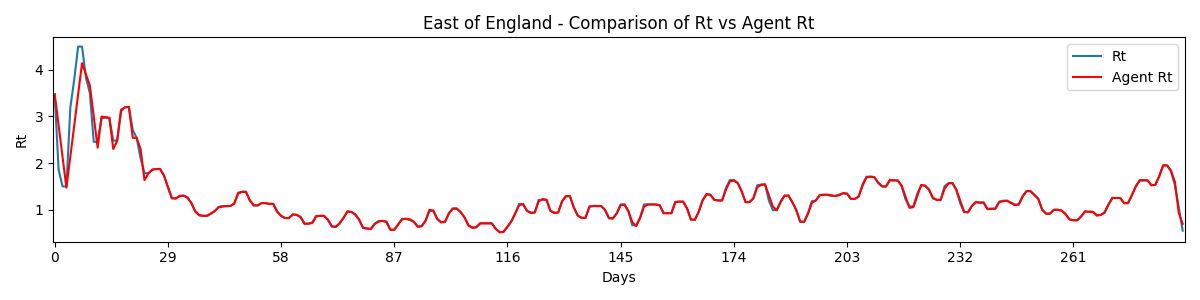 East of England - Comparison of Rt vs Agent Rt
Rt
Agent Rt
4
3
2
1
Rt
0
29
58
87
116
145
174
203
232
261
Days